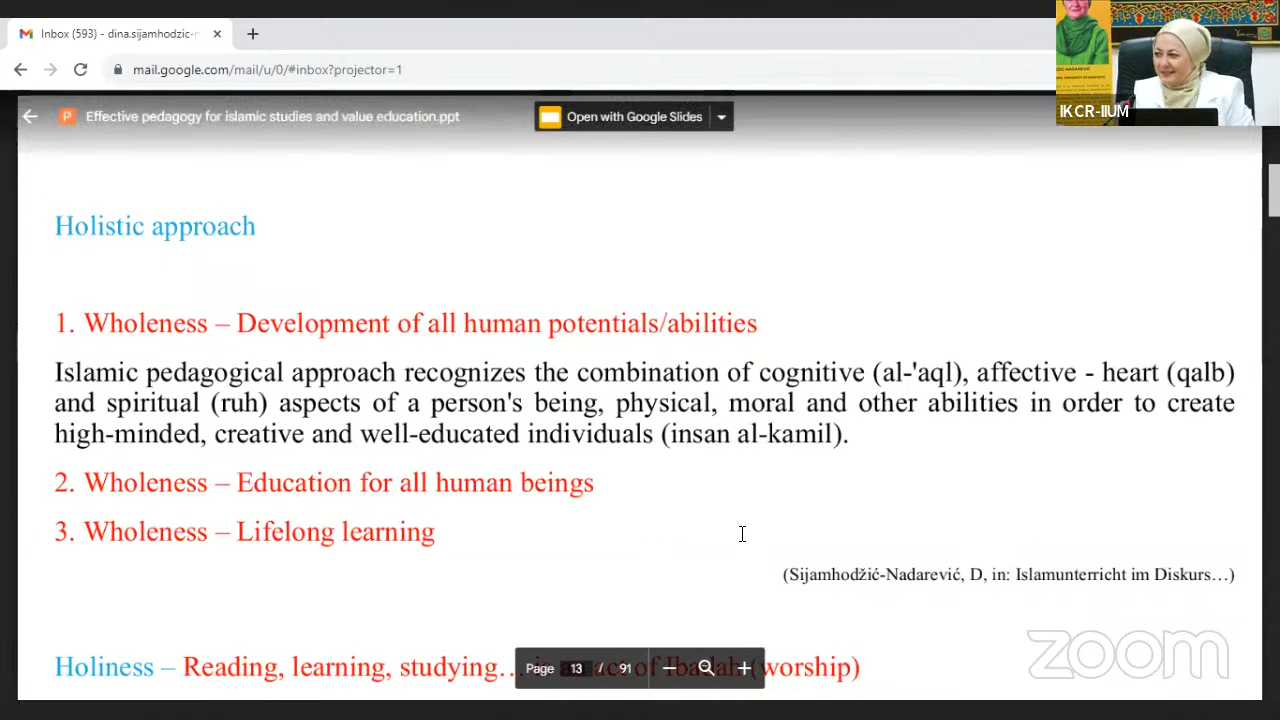 Inbox (593) - dina.sijamhodzic-
mail.google.com/mail/u/0/#inbox?projector=1
IKCR-IIUM
Effective pedagogy for islamic studies and value education.ppt
Open with Google Slides
Holistic approach
1. Wholeness – Development of all human potentials/abilities
Islamic pedagogical approach recognizes the combination of cognitive (al-'aql), affective - heart (qalb)
and spiritual (ruh) aspects of a person's being, physical, moral and other abilities in order to create
high-minded, creative and well-educated individuals (insan al-kamil).
2. Wholeness – Education for all human beings
3. Wholeness – Lifelong learning
(Sijamhodžić-Nadarević, D, in: Islamunterricht im Diskurs…)
zoom
Holiness – Reading, learning, studying… act of Ibadah (worship)
Page 13 / 91